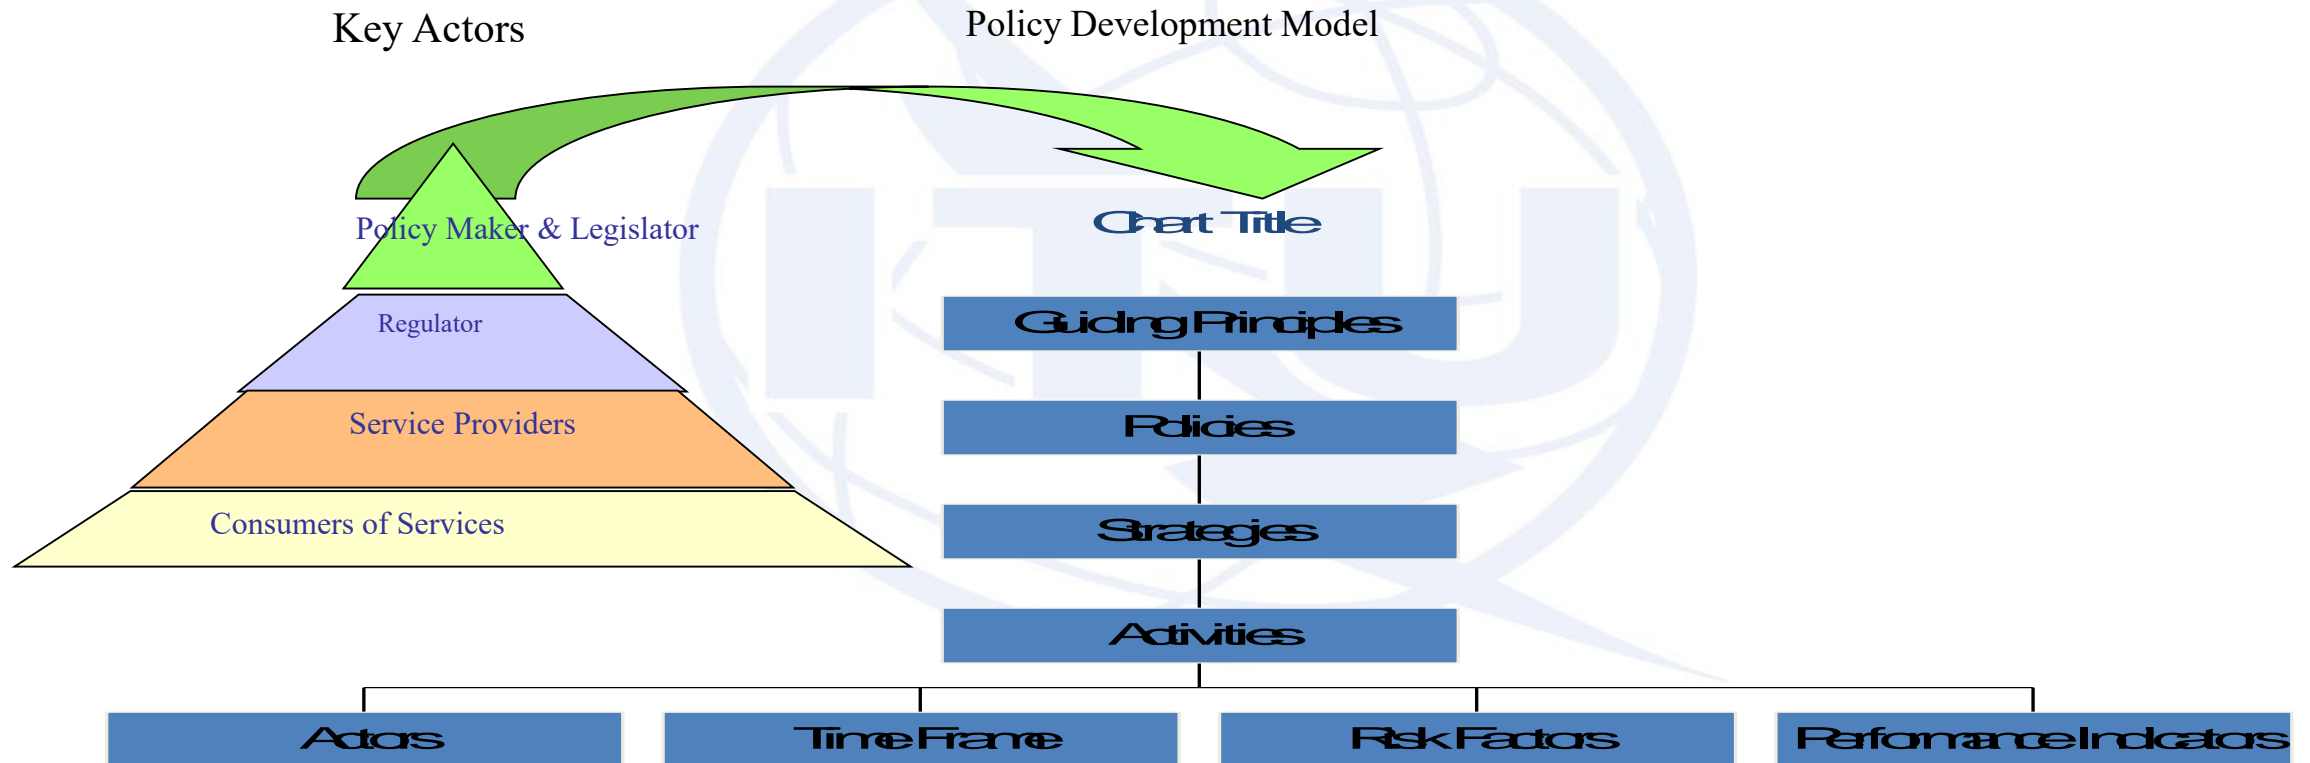 Key Actors
Policy Development Model
Policy Maker & Legislator
Regulator
Service Providers
Consumers of Services
Chart Title
Guiding Principles
Policies
Strategies
Activities
Actors
Time Frame
Risk Factors
Performance Indicators
ITU